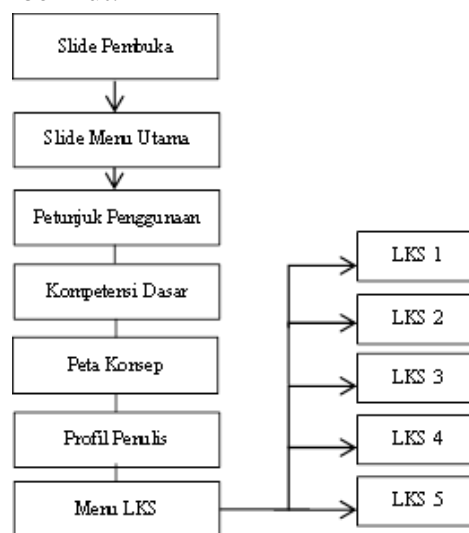 Slide Pembuka
Slide Menu Utama
Petunjuk Penggunaan
Kompetensi Dasar
Peta Konsep
Profil Penulis
Menu LKS
LKS 1
LKS 2
LKS 3
LKS 4
LKS 5